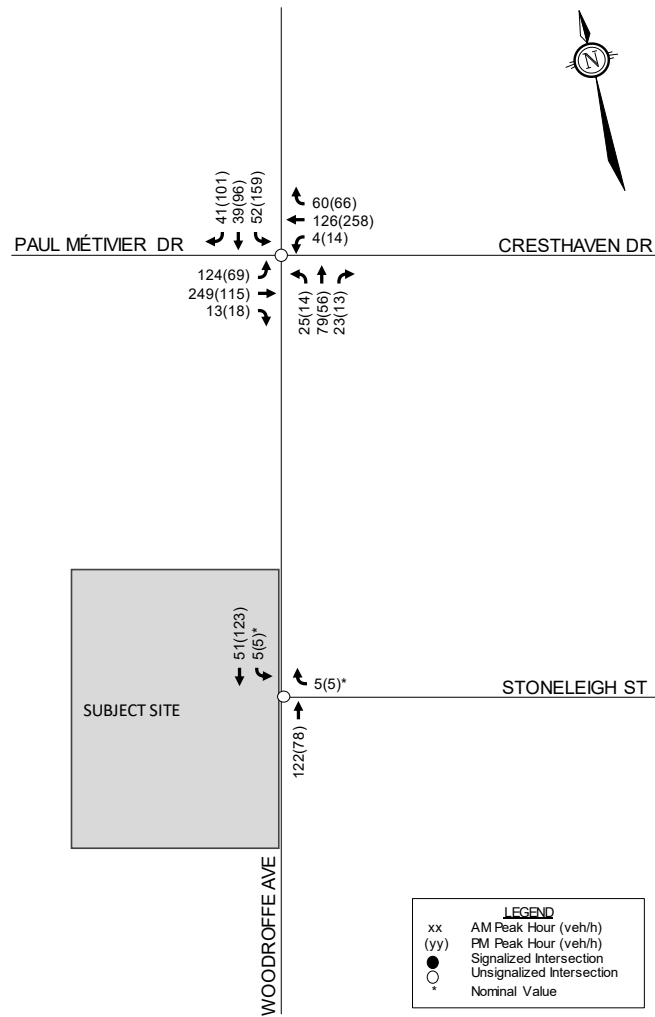 N
41(101)
39(96)
52(159)
60(66)
126(258)
4(14)
PAUL MÉTIVIER DR
CRESTHAVEN DR
124(69)
249(115)
13(18)
25(14)
79(56)
23(13)
51(123)
5(5)*
5(5)*
SUBJECT SITE
STONELEIGH ST
122(78)
WOODROFFE AVE
LEGEND
xx AM Peak Hour (veh/h)
(yy) PM Peak Hour (veh/h)
Signalized Intersection
Unsignalized Intersection
* Nominal Value